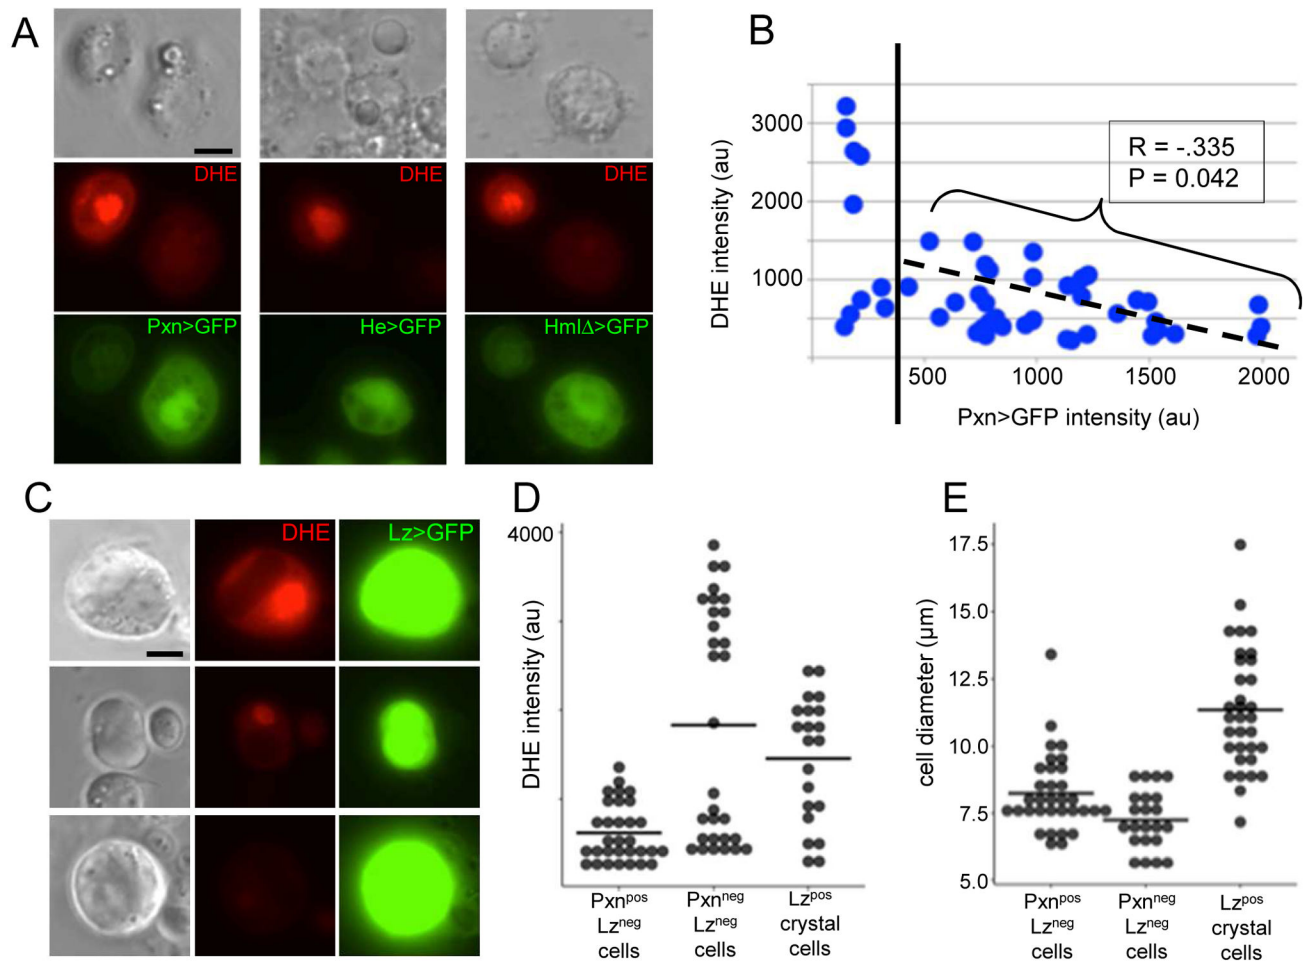 A
DHE
DHE
DHE
Pxn>GFP
He>GFP
HmlΔ>GFP
B
3000
2000
1000
DHE intensity (au)
R = -.335
P = 0.042
500
1000
1500
2000
Pxn>GFP intensity (au)
C
DHE
Lz>GFP
D
4000
DHE intensity (au)
Pxnpos
Lzneg
cells
Pxnneg
Lzneg
cells
Lzpos
crystal
cells
E
17.5
15.0
12.5
10.0
7.5
5.0
cell diameter (µm)
Pxnpos
Lzneg
cells
Pxnneg
Lzneg
cells
Lzpos
crystal
cells